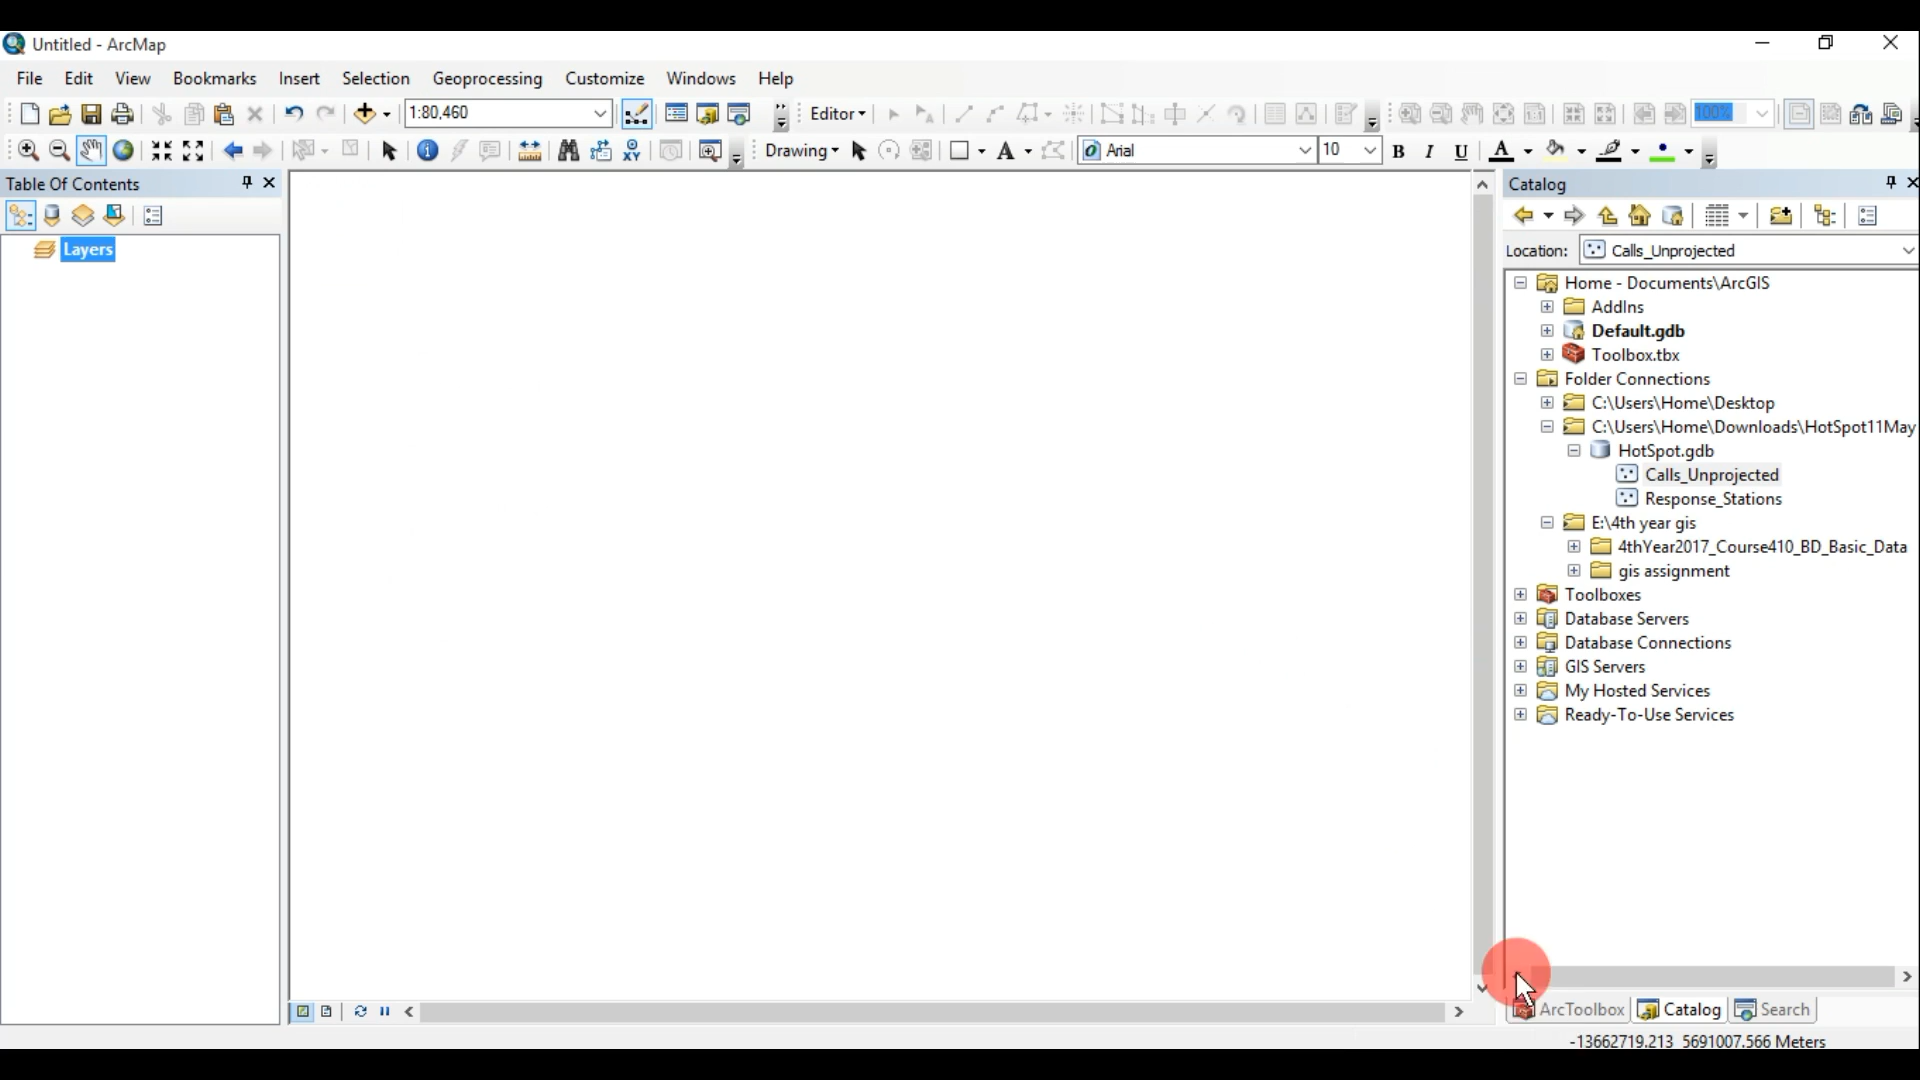 Untitled - ArcMap
File Edit View Bookmarks Insert Selection Geoprocessing Customize Windows Help
1:80,460 Editor 100%
XY Drawing A Arial 10 B I U A
Table Of Contents
Layers
Catalog
Location: Calls_Unprojected
Home - Documents\ArcGIS
AddIns
Default.gdb
Toolbox.tbx
Folder Connections
C:\Users\Home\Desktop
C:\Users\Home\Downloads\HotSpot11May
HotSpot.gdb
Calls_Unprojected
Response_Stations
E:\4th year gis
4thYear2017_Course410_BD_Basic_Data
gis assignment
Toolboxes
Database Servers
Database Connections
GIS Servers
My Hosted Services
Ready-To-Use Services
ArcToolbox Catalog Search
-13662719.213 5691007.566 Meters